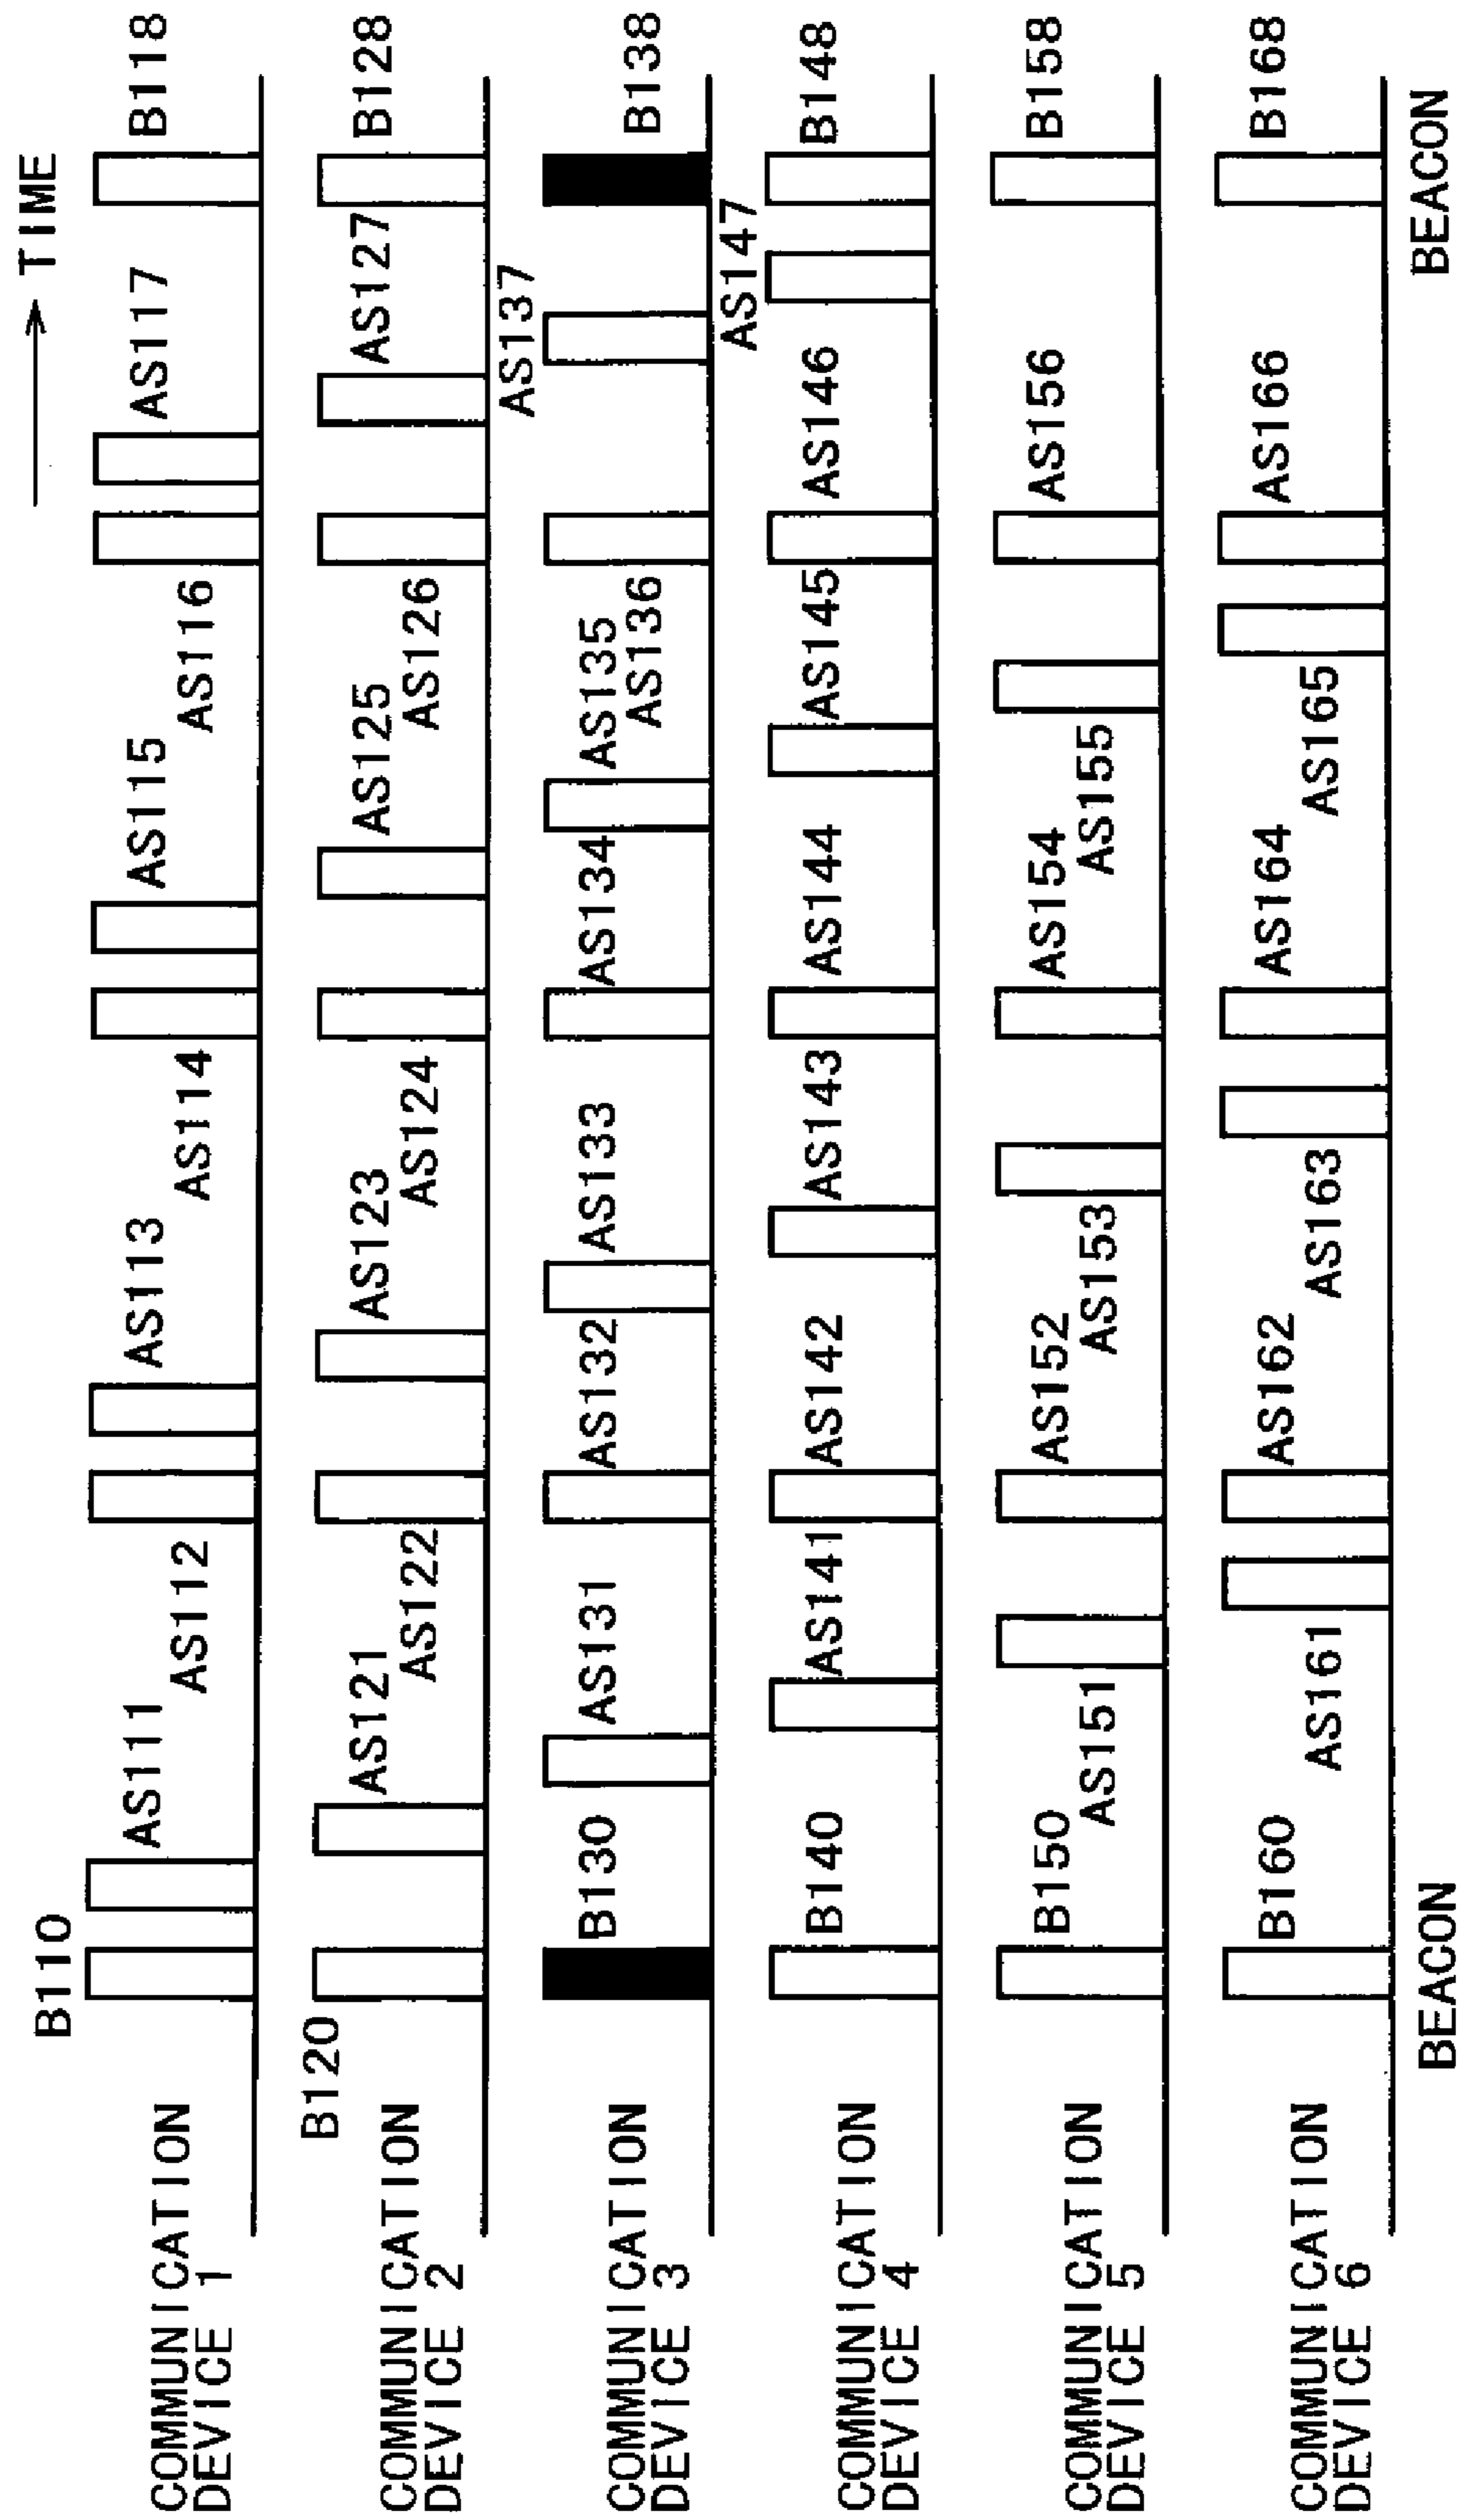 TIME
B110
AS111
AS112
AS113
AS114
AS115
AS116
AS117
B118
COMMUNICATION
DEVICE 1
B120
AS121
AS122
AS123
AS124
AS125
AS126
AS127
B128
COMMUNICATION
DEVICE 2
B130
AS131
AS132
AS133
AS134
AS135
AS136
AS137
B138
COMMUNICATION
DEVICE 3
B140
AS141
AS142
AS143
AS144
AS145
AS146
AS147
B148
COMMUNICATION
DEVICE 4
B150
AS151
AS152
AS153
AS154
AS155
AS156
B158
COMMUNICATION
DEVICE 5
B160
AS161
AS162
AS163
AS164
AS165
AS166
B168
COMMUNICATION
DEVICE 6
BEACON
BEACON